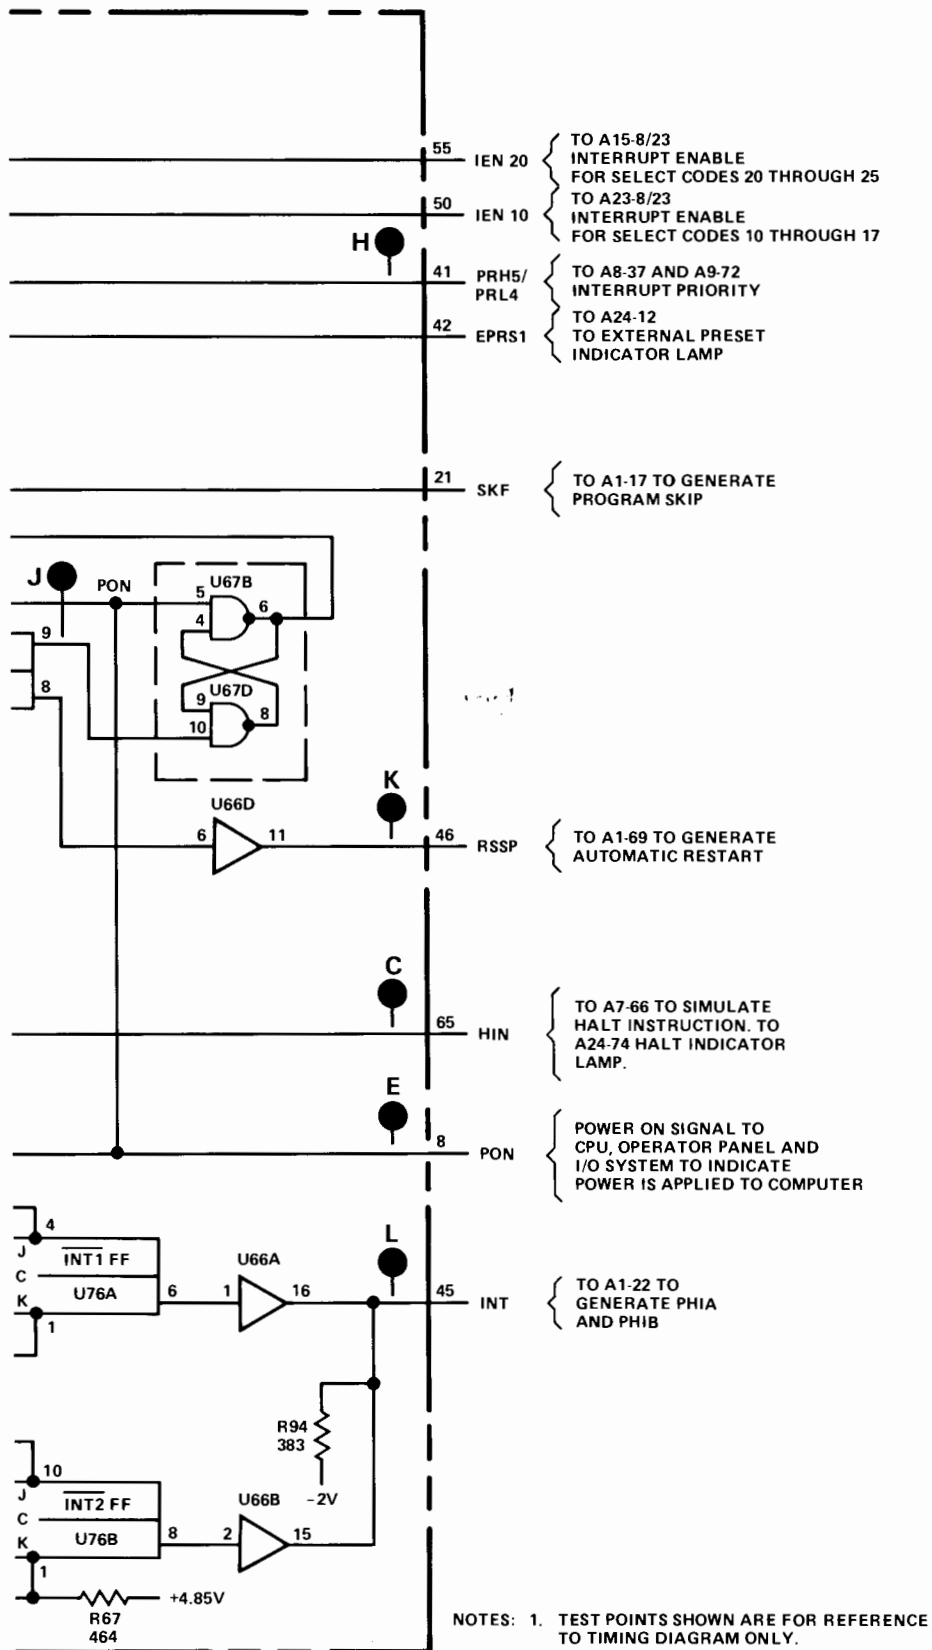 55
IEN 20
TO A15-8/23
INTERRUPT ENABLE
FOR SELECT CODES 20 THROUGH 25
50
IEN 10
TO A23-8/23
INTERRUPT ENABLE
FOR SELECT CODES 10 THROUGH 17
H
41
PRH5/
PRL4
TO A8-37 AND A9-72
INTERRUPT PRIORITY
42
EPRS1
TO A24-12
TO EXTERNAL PRESET
INDICATOR LAMP
21
SKF
TO A1-17 TO GENERATE
PROGRAM SKIP
J
PON
U67B
5
4
6
9
8
U67D
9
10
8
K
U66D
6
11
46
RSSP
TO A1-69 TO GENERATE
AUTOMATIC RESTART
C
65
HIN
TO A7-66 TO SIMULATE
HALT INSTRUCTION. TO
A24-74 HALT INDICATOR
LAMP.
E
8
PON
POWER ON SIGNAL TO
CPU, OPERATOR PANEL AND
I/O SYSTEM TO INDICATE
POWER IS APPLIED TO COMPUTER
L
4
J
C
K
INT1 FF
U76A
1
6
U66A
1
16
45
INT
TO A1-22 TO
GENERATE PHIA
AND PHIB
R94
383
-2V
10
J
C
K
INT2 FF
U76B
1
8
U66B
2
15
+4.85V
R67
464
NOTES: 1. TEST POINTS SHOWN ARE FOR REFERENCE
TO TIMING DIAGRAM ONLY.